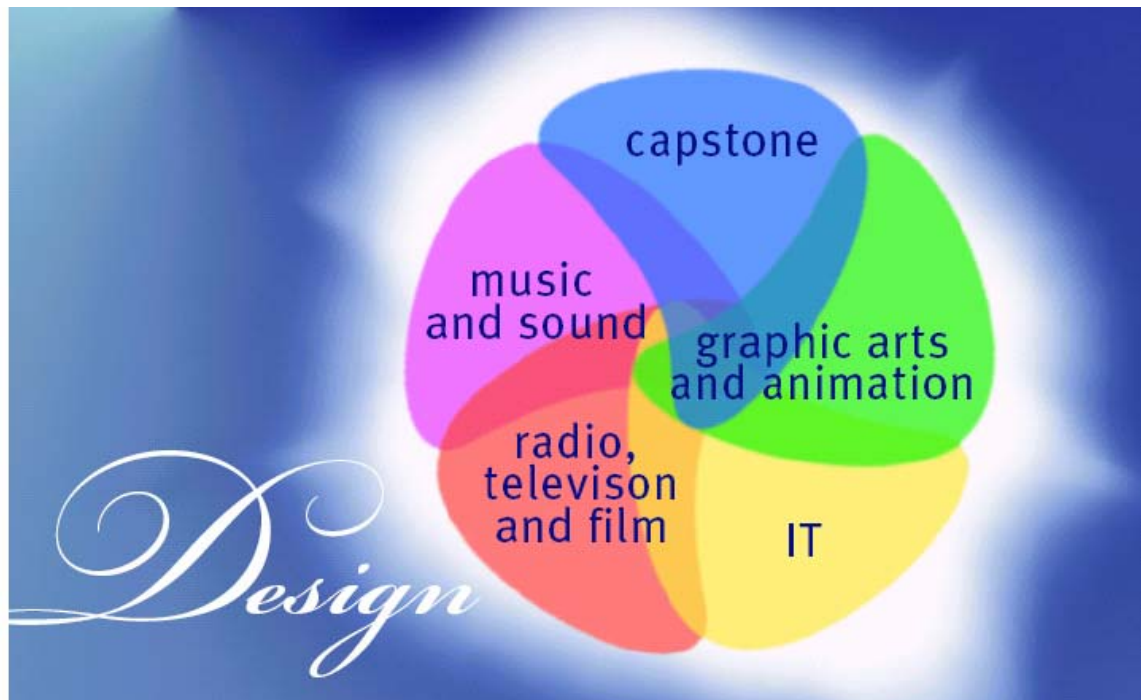 capstone
music
and sound
graphic arts
and animation
radio,
televison
and film
IT
Design